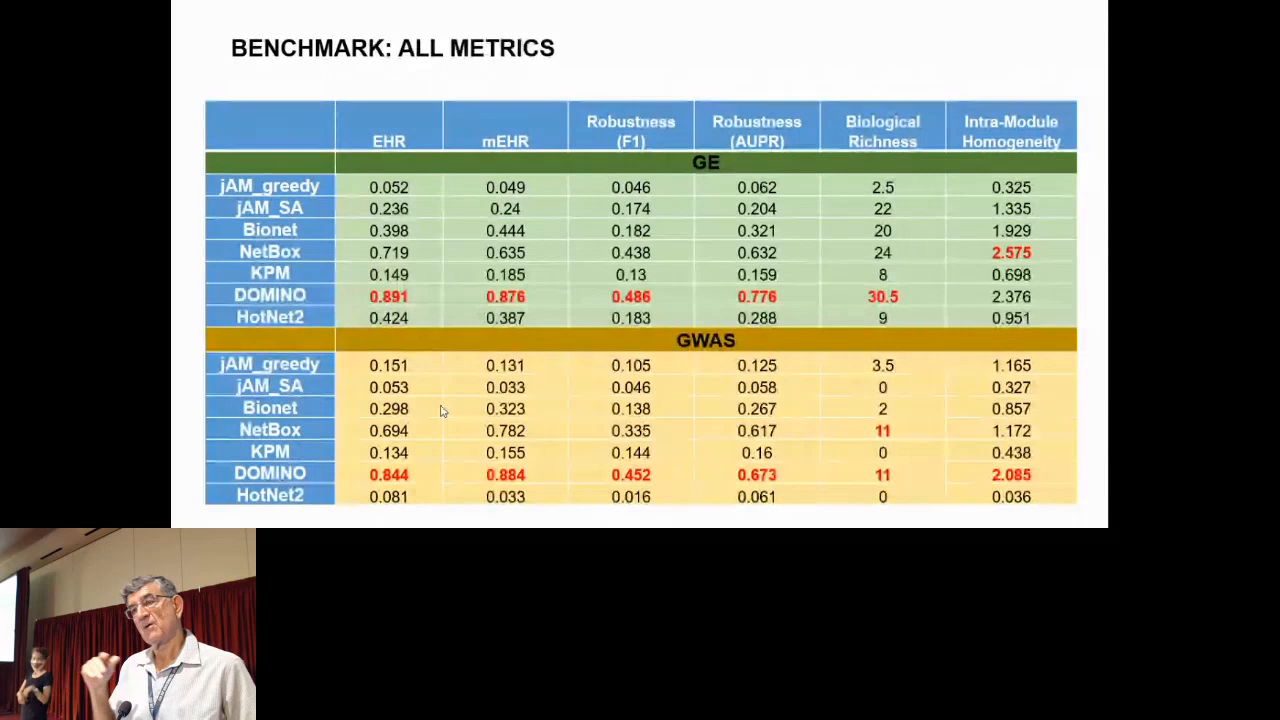 BENCHMARK: ALL METRICS
EHR mEHR Robustness (F1) Robustness (AUPR) Biological Richness Intra-Module Homogeneity
GE
jAM_greedy 0.052 0.049 0.046 0.062 2.5 0.325
jAM_SA 0.236 0.24 0.174 0.204 22 1.335
Bionet 0.398 0.444 0.182 0.321 20 1.929
NetBox 0.719 0.635 0.438 0.632 24 2.575
KPM 0.149 0.185 0.13 0.159 8 0.698
DOMINO 0.891 0.876 0.486 0.776 30.5 2.376
HotNet2 0.424 0.387 0.183 0.288 9 0.951
GWAS
jAM_greedy 0.151 0.131 0.105 0.125 3.5 1.165
jAM_SA 0.053 0.033 0.046 0.058 0 0.327
Bionet 0.298 0.323 0.138 0.267 2 0.857
NetBox 0.694 0.782 0.335 0.617 11 1.172
KPM 0.134 0.155 0.144 0.16 0 0.438
DOMINO 0.844 0.884 0.452 0.673 11 2.085
HotNet2 0.081 0.033 0.016 0.061 0 0.036